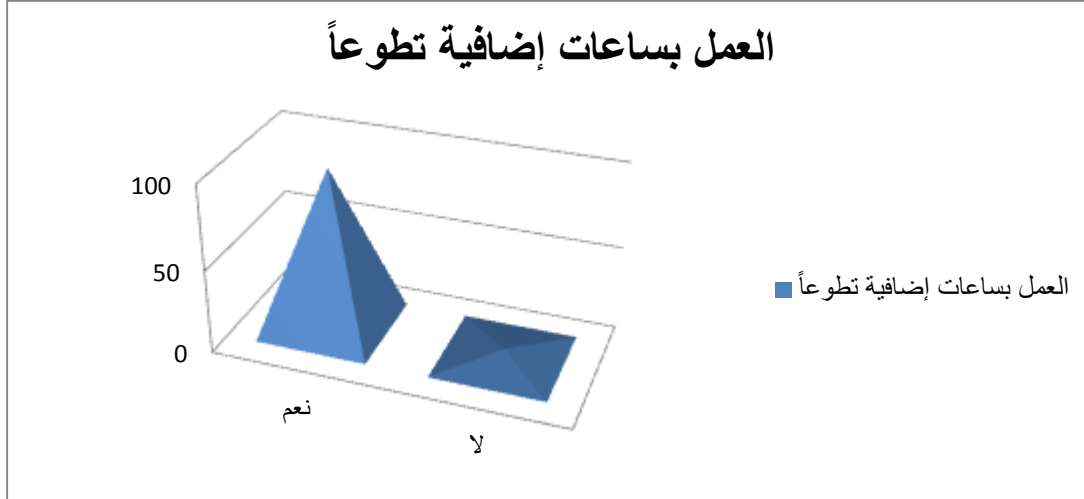 العمل بساعات إضافية تطوعاً
100
50
0
نعم
لا
العمل بساعات إضافية تطوعاً